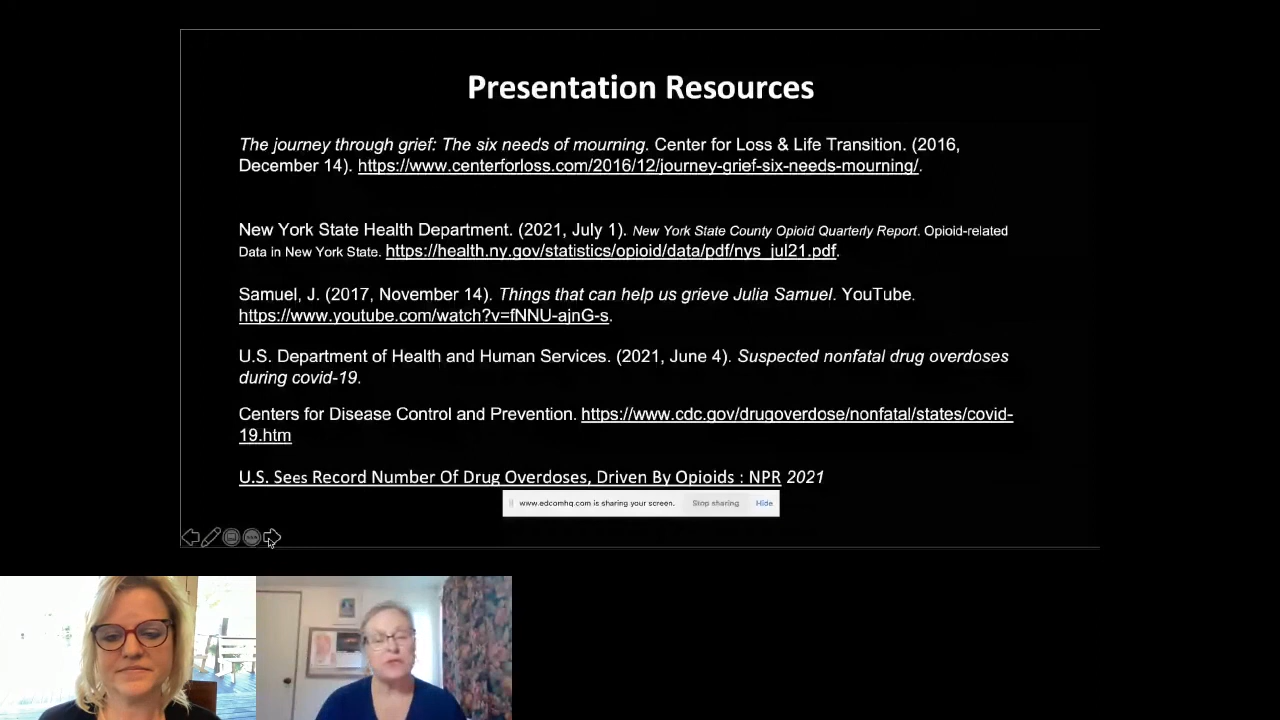 Presentation Resources
The journey through grief: The six needs of mourning. Center for Loss & Life Transition. (2016,
December 14). https://www.centerforloss.com/2016/12/journey-grief-six-needs-mourning/.
New York State Health Department. (2021, July 1). New York State County Opioid Quarterly Report. Opioid-related
Data in New York State. https://health.ny.gov/statistics/opioid/data/pdf/nys_jul21.pdf.
Samuel, J. (2017, November 14). Things that can help us grieve Julia Samuel. YouTube.
https://www.youtube.com/watch?v=fNNU-ajnG-s.
U.S. Department of Health and Human Services. (2021, June 4). Suspected nonfatal drug overdoses
during covid-19.
Centers for Disease Control and Prevention. https://www.cdc.gov/drugoverdose/nonfatal/states/covid-
19.htm
U.S. Sees Record Number Of Drug Overdoses, Driven By Opioids : NPR 2021
www.edcomhq.com is sharing your screen. Stop sharing Hide